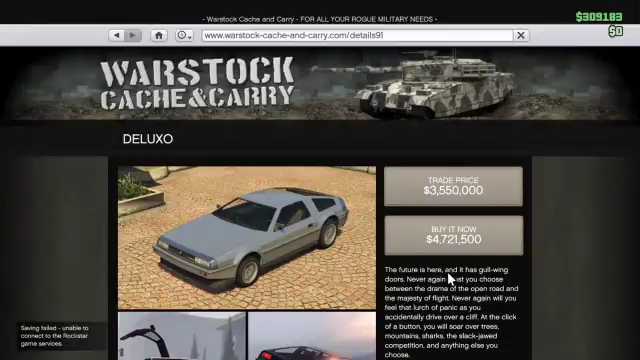 - Warstock Cache and Carry - FOR ALL YOUR ROGUE MILITARY NEEDS -
$309183
$0
www.warstock-cache-and-carry.com/details91
WARSTOCK
CACHE&CARRY
DELUXO
TRADE PRICE
$3,550,000
BUY IT NOW
$4,721,500
The future is here, and it has gull-wing
doors. Never again must you choose
between the drama of the open road and
the majesty of flight. Never again will you
feel that lurch of panic as you
accidentally drive over a cliff. At the click
of a button, you will soar over trees,
mountains, sharks, the slack-jawed
competition, and anything else you
choose.
Saving failed - unable to
connect to the Rockstar
game services.